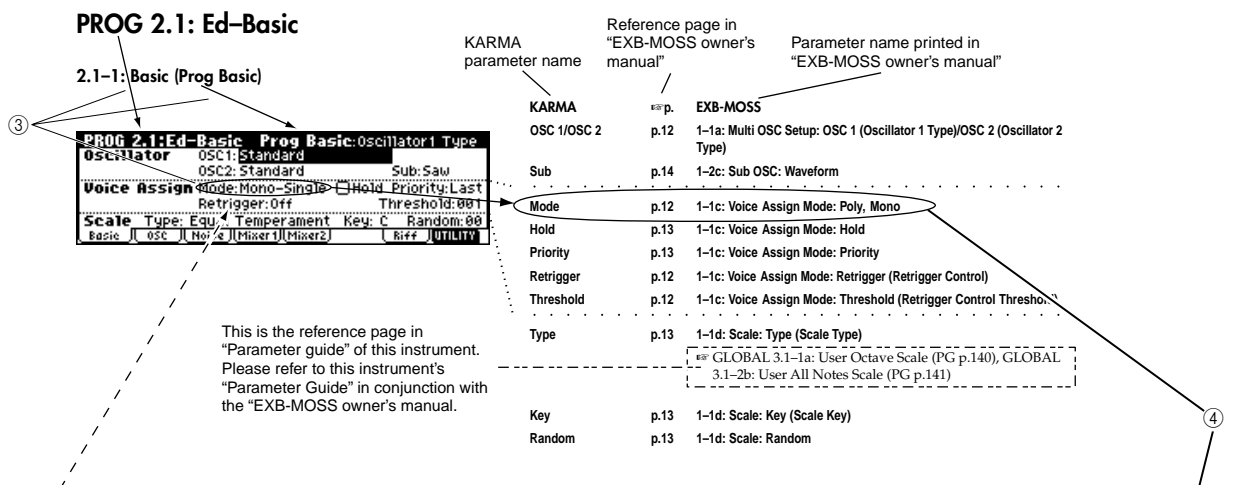 PROG 2.1: Ed–Basic
2.1–1: Basic (Prog Basic)
③
PROG 2.1:Ed–Basic Prog Basic:Oscillator1 Type
Oscillator OSC1: Standard
OSC2: Standard Sub: Saw
Voice Assign Mode: Mono-Single Hold Priority: Last
Retrigger: Off Threshold: 001
Scale Type: Temperament Key: C Random: 00
Basic OSC Mixer1 Mixer2 Riff UTILITY
KARMA
parameter name
Reference page in
“EXB-MOSS owner’s
manual”
Parameter name printed in
“EXB-MOSS owner’s manual”
KARMA ☞p. EXB-MOSS
OSC 1/OSC 2 p.12 1–1a: Multi OSC Setup: OSC 1 (Oscillator 1 Type)/OSC 2 (Oscillator 2
Type)
Sub p.14 1–2c: Sub OSC: Waveform
Mode p.12 1–1c: Voice Assign Mode: Poly, Mono
Hold p.13 1–1c: Voice Assign Mode: Hold
Priority p.13 1–1c: Voice Assign Mode: Priority
Retrigger p.12 1–1c: Voice Assign Mode: Retrigger (Retrigger Control)
Threshold p.12 1–1c: Voice Assign Mode: Threshold (Retrigger Control Threshold)
Type p.13 1–1d: Scale: Type (Scale Type)
☞ GLOBAL 3.1–1a: User Octave Scale (PG p.140), GLOBAL
3.1–2b: User All Notes Scale (PG p.141)
Key p.13 1–1d: Scale: Key (Scale Key)
Random p.13 1–1d: Scale: Random
This is the reference page in
“Parameter guide” of this instrument.
Please refer to this instrument’s
“Parameter Guide” in conjunction with
the “EXB-MOSS owner’s manual.
④